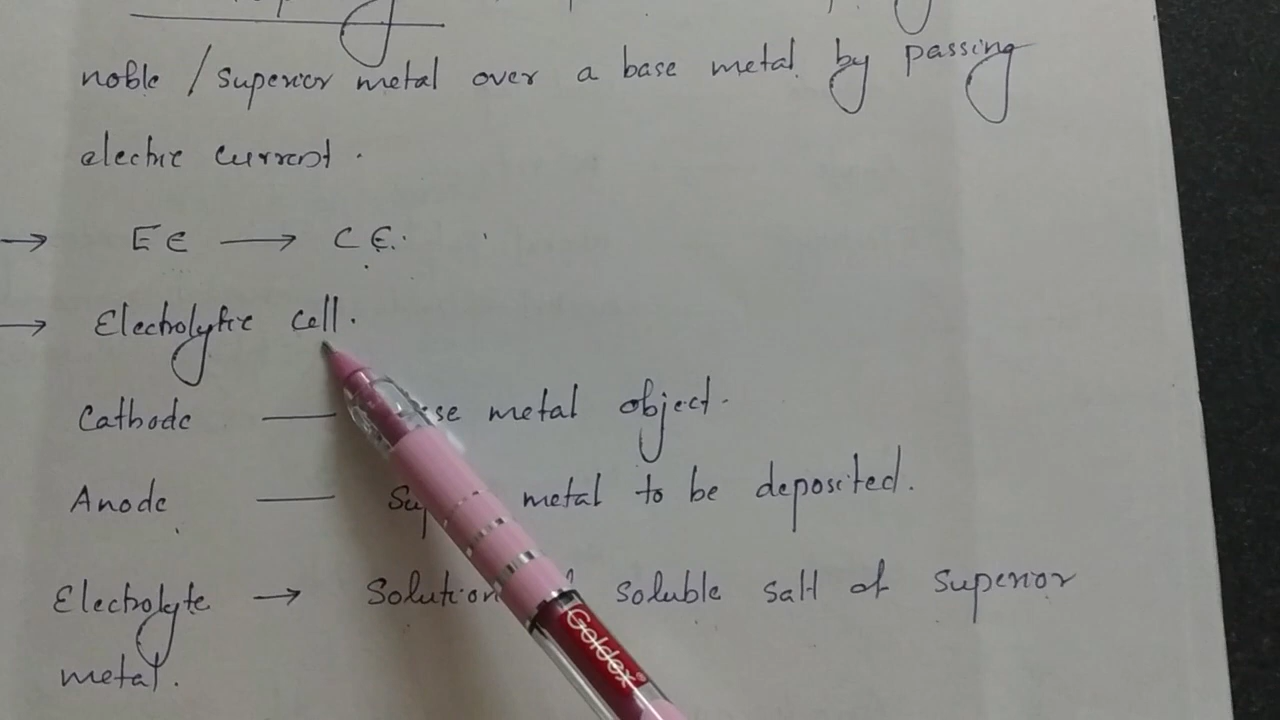 noble / superior metal over a base metal by passing
electric current.
→ EE → CE.
→ Electrolytic cell.
Cathode — metal object.
Anode — metal to be deposited.
Electrolyte → Solution soluble salt of superior
metal.
Goldex